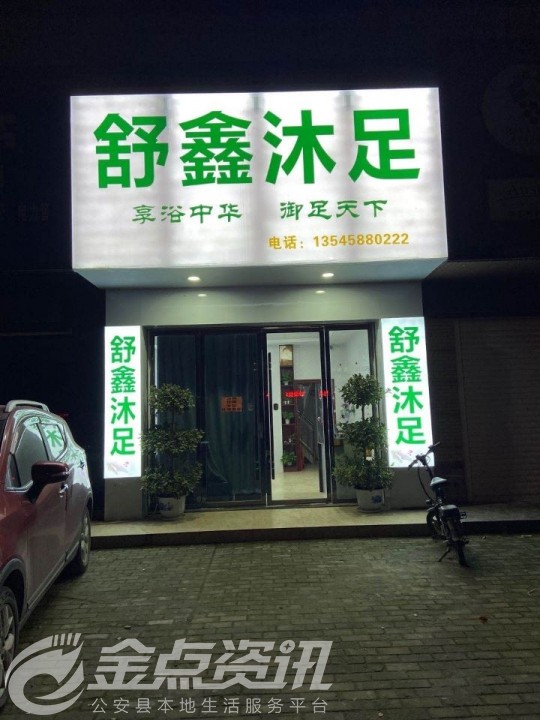 舒鑫沐足
享浴中华 御足天下
电话：13545880222
舒鑫沐足
舒鑫沐足
金点资讯
公安县本地生活服务平台